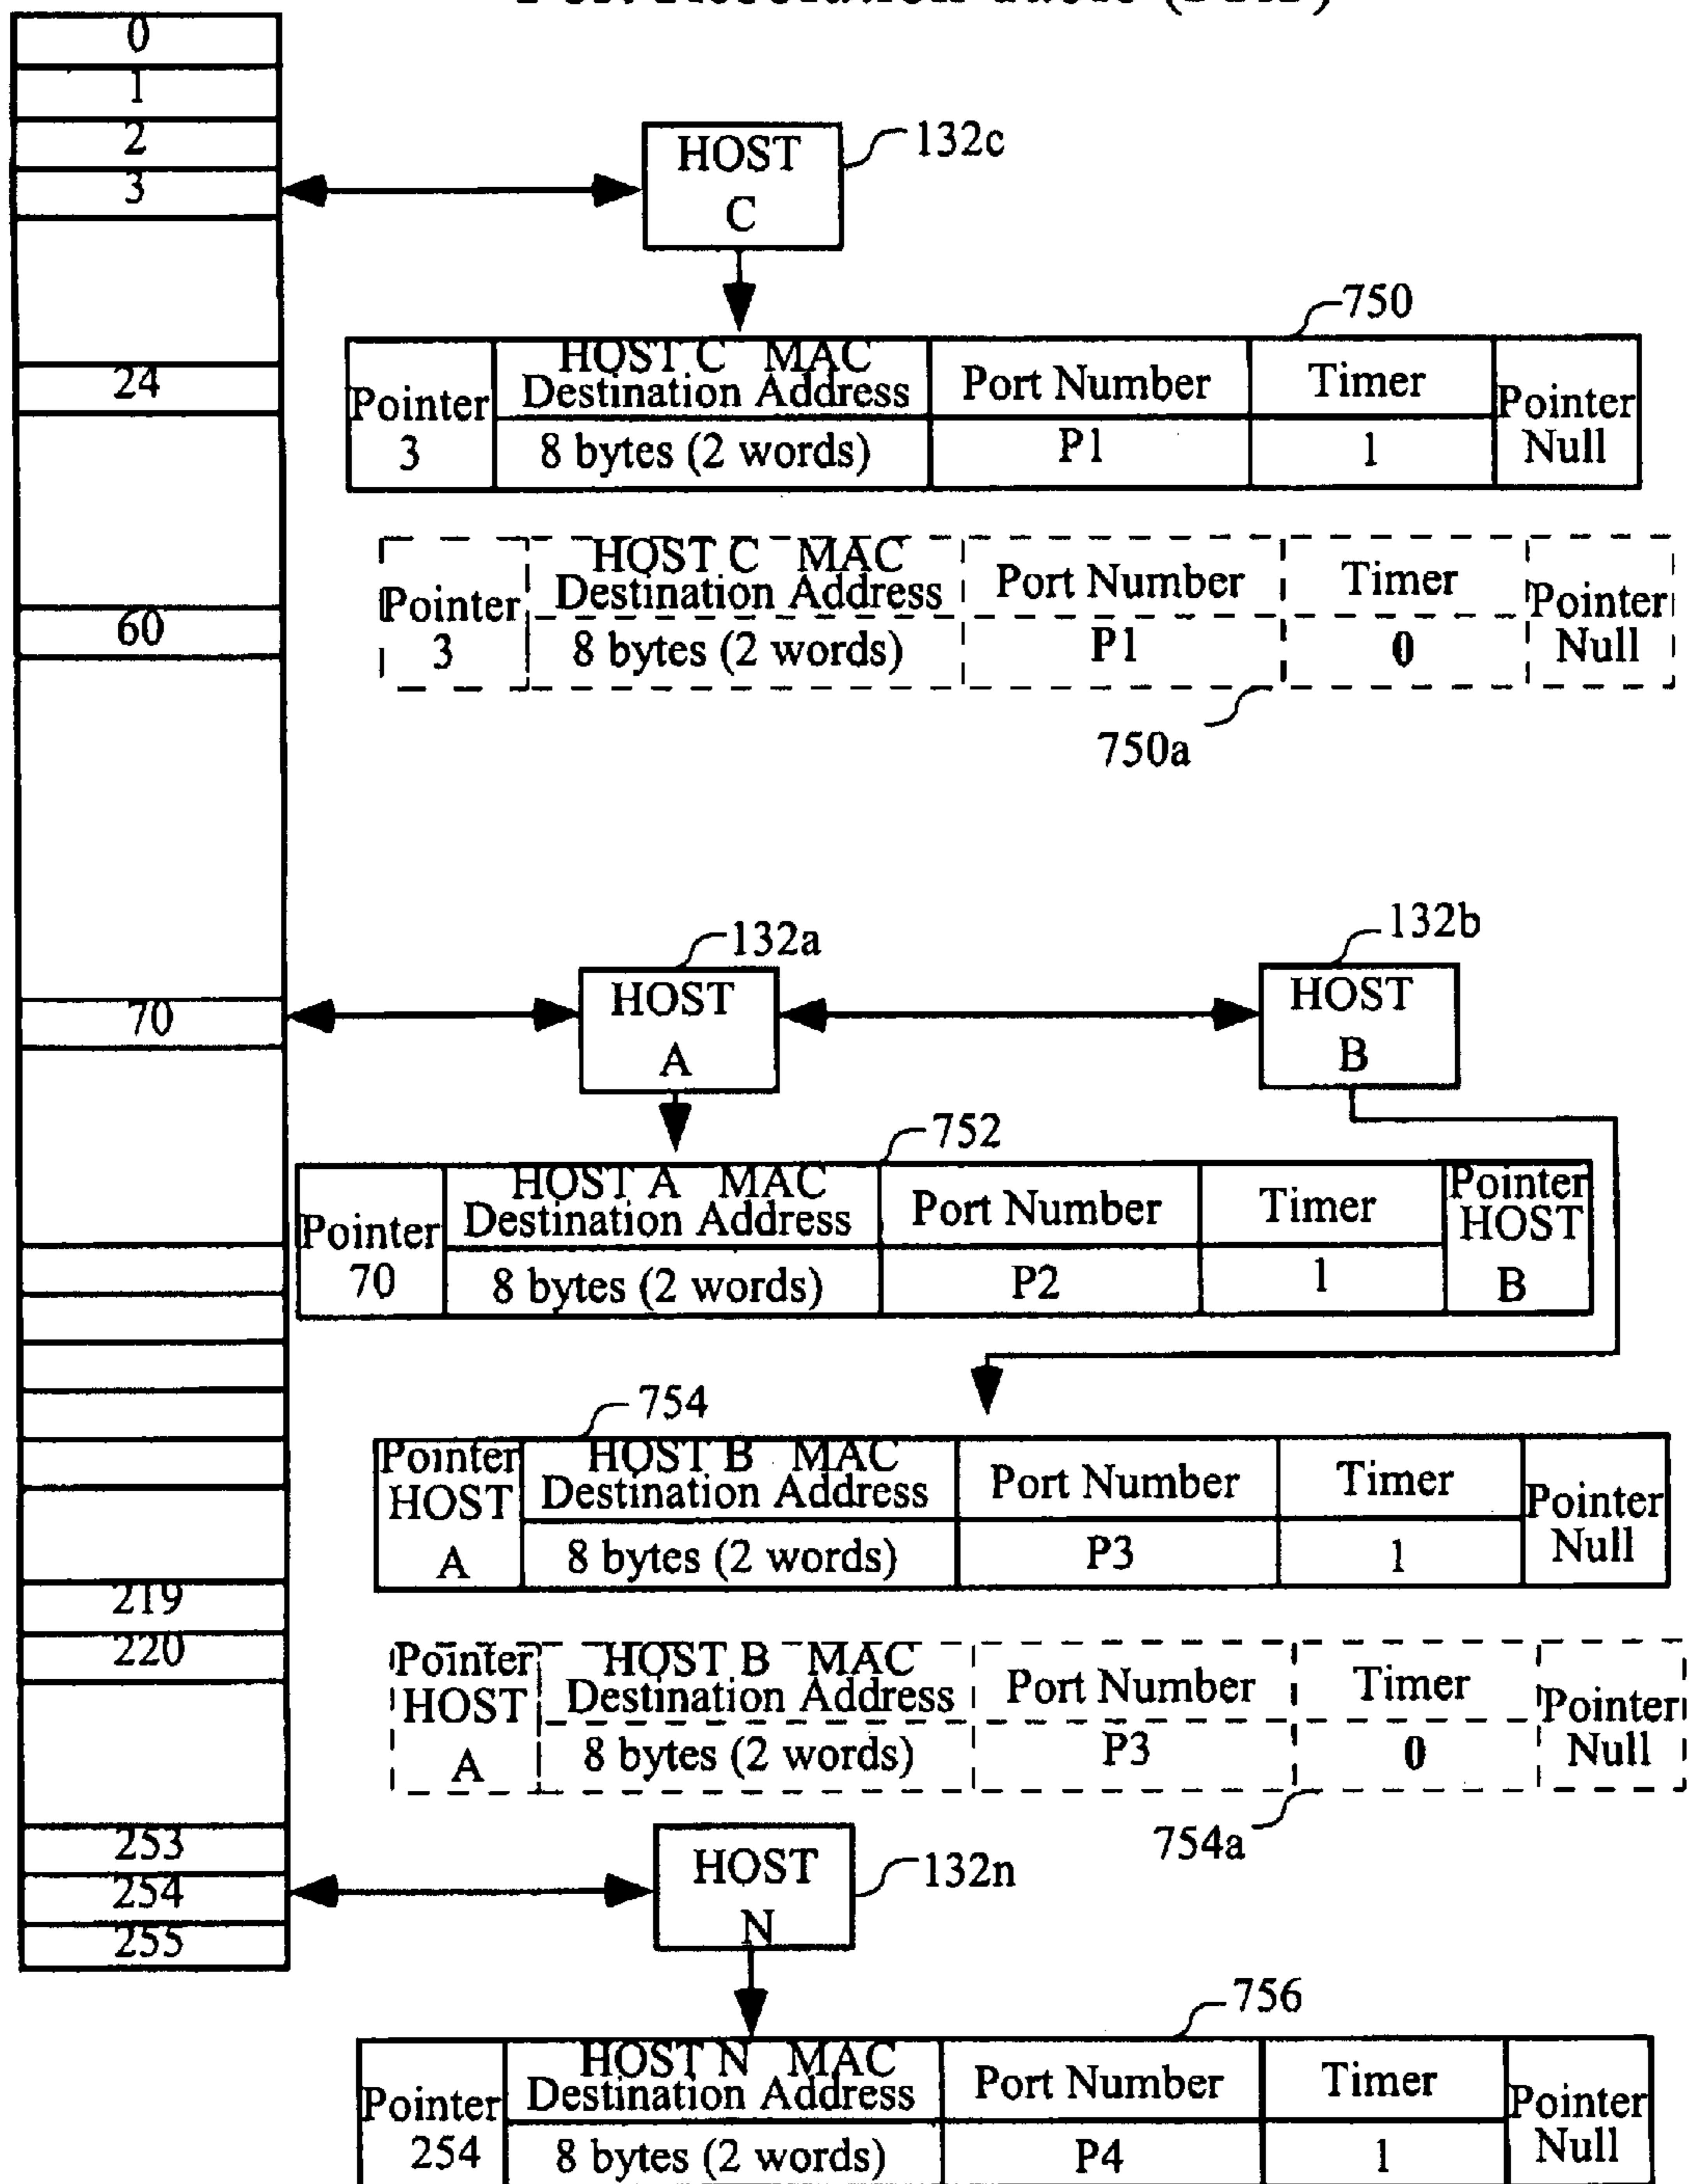 0
1
2
3
24
60
70
219
220
253
254
255
HOST
C
132c
750
Pointer
3
HOST C MAC
Destination Address
8 bytes (2 words)
Port Number
P1
Timer
1
Pointer
Null
Pointer
3
HOST C MAC
Destination Address
8 bytes (2 words)
Port Number
P1
Timer
0
Pointer
Null
750a
132a
HOST
A
132b
HOST
B
752
Pointer
70
HOST A MAC
Destination Address
8 bytes (2 words)
Port Number
P2
Timer
1
Pointer
HOST
B
754
Pointer
HOST
A
HOST B MAC
Destination Address
8 bytes (2 words)
Port Number
P3
Timer
1
Pointer
Null
Pointer
HOST
A
HOST B MAC
Destination Address
8 bytes (2 words)
Port Number
P3
Timer
0
Pointer
Null
754a
HOST
N
132n
756
Pointer
254
HOST N MAC
Destination Address
8 bytes (2 words)
Port Number
P4
Timer
1
Pointer
Null